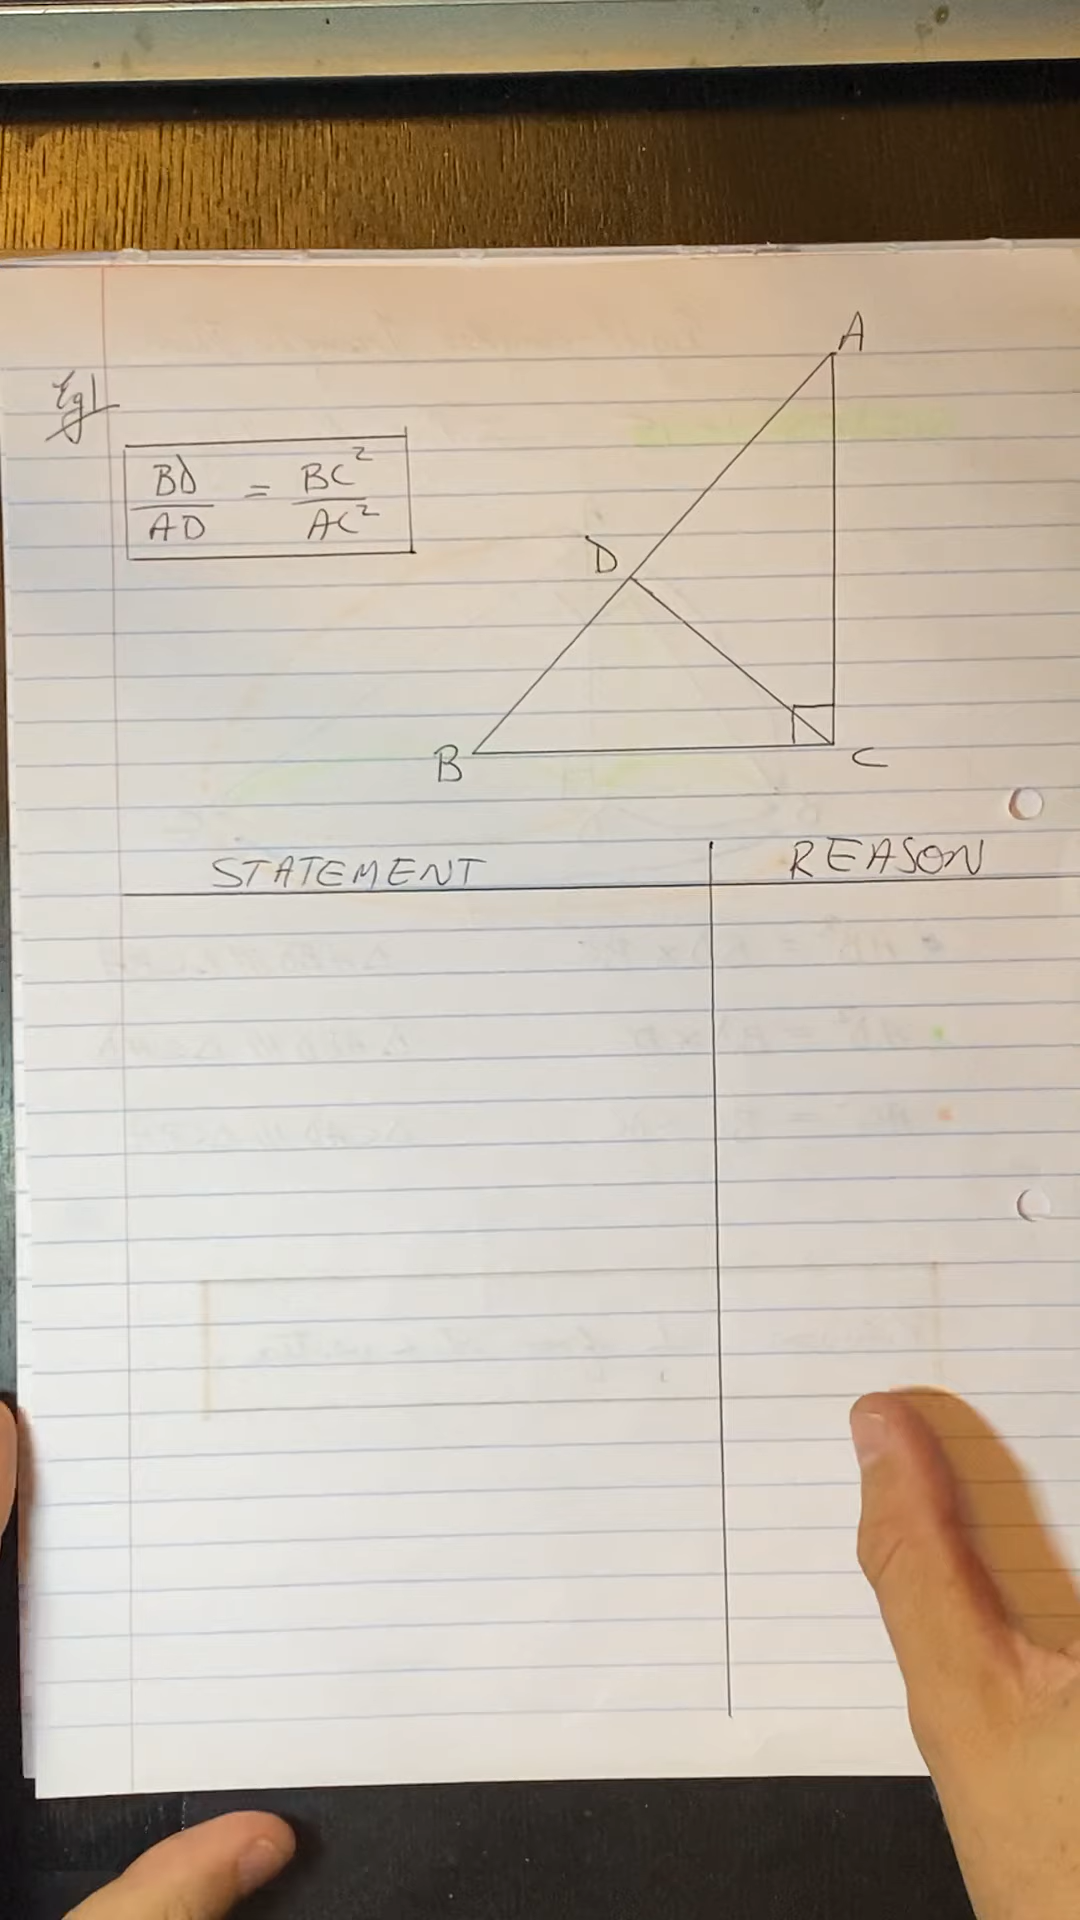 Eg1
BD/AD = BC²/AC²
A
D
B
C
STATEMENT
REASON